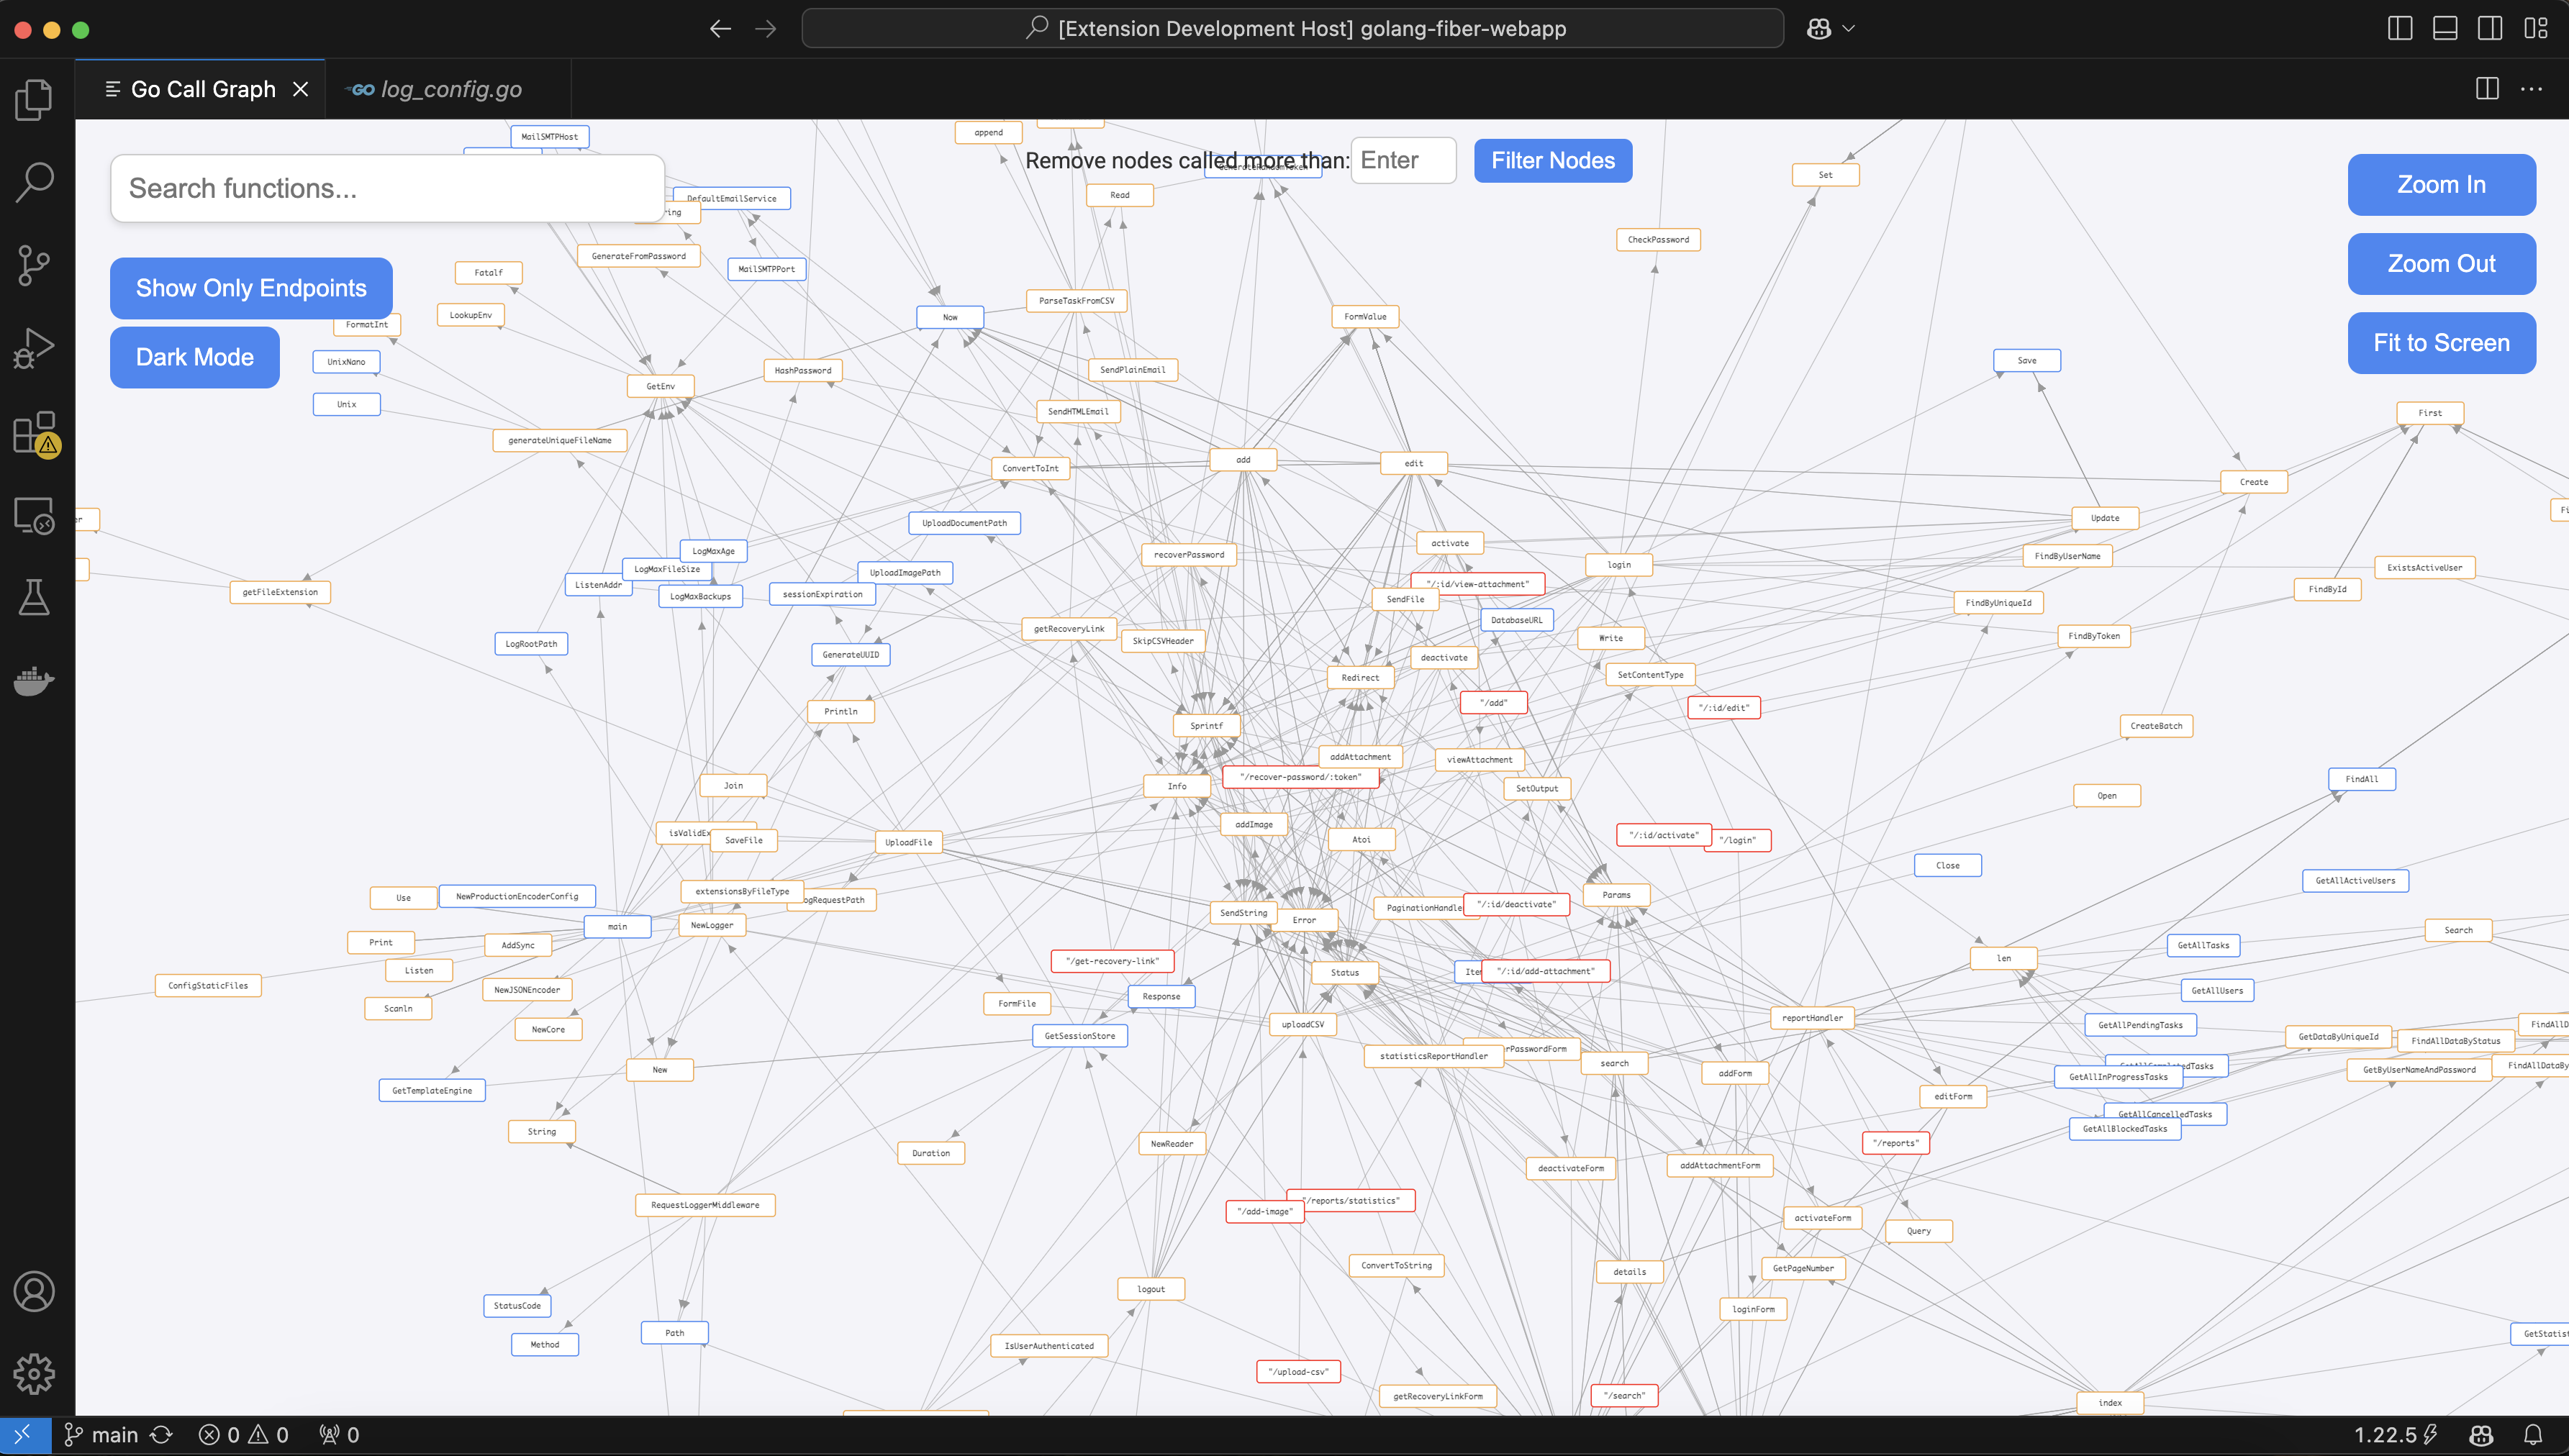 [Extension Development Host] golang-fiber-webapp
Go Call Graph
GO log_config.go
Search functions...
Remove nodes called more than: Enter Filter Nodes
Show Only Endpoints
Dark Mode
Zoom In
Zoom Out
Fit to Screen
MailSMTPHost
append
Set
Read
DefaultEmailService
CheckPassword
GenerateFromPassword
MailSMTPPort
Fatalf
ParseTaskFromCSV
LookupEnv
Now
FormValue
FormatInt
UnixNano
Save
HashPassword
SendPlainEmail
GetEnv
Unix
SendHTMLEmail
First
generateUniqueFileName
add
edit
ConvertToInt
Create
Update
UploadDocumentPath
activate
LogMaxAge
recoverPassword
FindByUserName
login
ExistsActiveUser
LogMaxFileSize
UploadImagePath
"/:id/view-attachment"
ListenAddr
FindById
getFileExtension
LogMaxBackups
sessionExpiration
SendFile
FindByUniqueId
DatabaseURL
getRecoveryLink
FindByToken
Write
SkipCSVHeader
LogRootPath
GenerateUUID
deactivate
SetContentType
Redirect
"/add"
"/:id/edit"
Println
Sprintf
CreateBatch
addAttachment
viewAttachment
"/recover-password/:token"
FindAll
Join
Info
SetOutput
Open
addImage
isValidEx
SaveFile
UploadFile
Atoi
"/:id/activate"
"/login"
Close
GetAllActiveUsers
extensionsByFileType
Use
NewProductionEncoderConfig
ogRequestPath
Params
"/:id/deactivate"
PaginationHandle
SendString
Error
main
NewLogger
Search
Print
AddSync
GetAllTasks
len
"/get-recovery-link"
Listen
Status
Ite
"/:id/add-attachment"
ConfigStaticFiles
NewJSONEncoder
GetAllUsers
Response
FormFile
Scanln
reportHandler
GetAllPendingTasks
FindAllD
uploadCSV
NewCore
GetSessionStore
GetDataByUniqueId
FindAllDataByStatus
rPasswordForm
statisticsReportHandler
search
FindAllDataBy
New
GetByUserNameAndPassword
addForm
GetAllInProgressTasks
GetTemplateEngine
editForm
GetAllCancelledTasks
GetAllBlockedTasks
String
"/reports"
NewReader
Duration
addAttachmentForm
deactivateForm
"/reports/statistics"
RequestLoggerMiddleware
"/add-image"
activateForm
Query
ConvertToString
GetPageNumber
details
logout
StatusCode
loginForm
Path
GetStatis
Method
IsUserAuthenticated
"/upload-csv"
getRecoveryLinkForm
"/search"
index
main
0
0
0
1.22.5